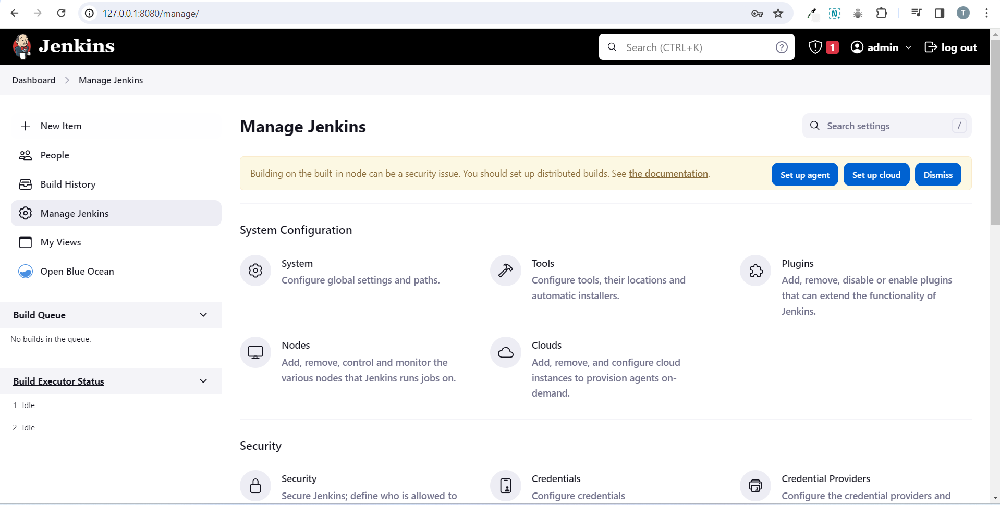 127.0.0.1:8080/manage/
T
Jenkins
Search (CTRL+K)
?
! 1
admin
log out
Dashboard
Manage Jenkins
New Item
People
Build History
Manage Jenkins
My Views
Open Blue Ocean
Build Queue
No builds in the queue.
Build Executor Status
1 Idle
2 Idle
Manage Jenkins
Search settings
/
Building on the built-in node can be a security issue. You should set up distributed builds. See the documentation.
Set up agent
Set up cloud
Dismiss
System Configuration
System
Configure global settings and paths.
Tools
Configure tools, their locations and
automatic installers.
Plugins
Add, remove, disable or enable plugins
that can extend the functionality of
Jenkins.
Nodes
Add, remove, control and monitor the
various nodes that Jenkins runs jobs on.
Clouds
Add, remove, and configure cloud
instances to provision agents on-
demand.
Security
Security
Secure Jenkins; define who is allowed to
Credentials
Configure credentials
Credential Providers
Configure the credential providers and